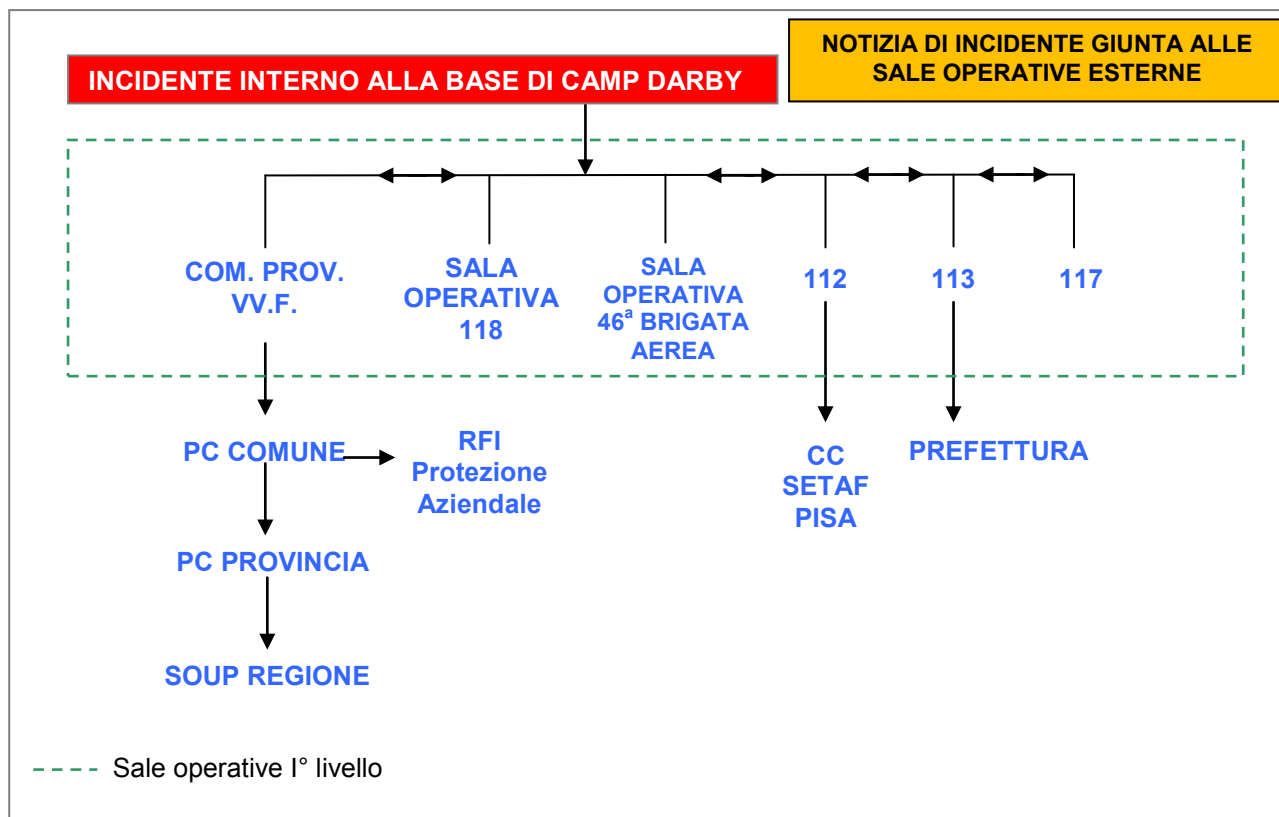 NOTIZIA DI INCIDENTE GIUNTA ALLE
SALE OPERATIVE ESTERNE
INCIDENTE INTERNO ALLA BASE DI CAMP DARBY
COM. PROV.
VV.F.
SALA
OPERATIVA
118
SALA
OPERATIVA
46ª BRIGATA
AEREA
112
113
117
PC COMUNE
RFI
Protezione
Aziendale
CC
SETAF
PISA
PREFETTURA
PC PROVINCIA
SOUP REGIONE
Sale operative I° livello